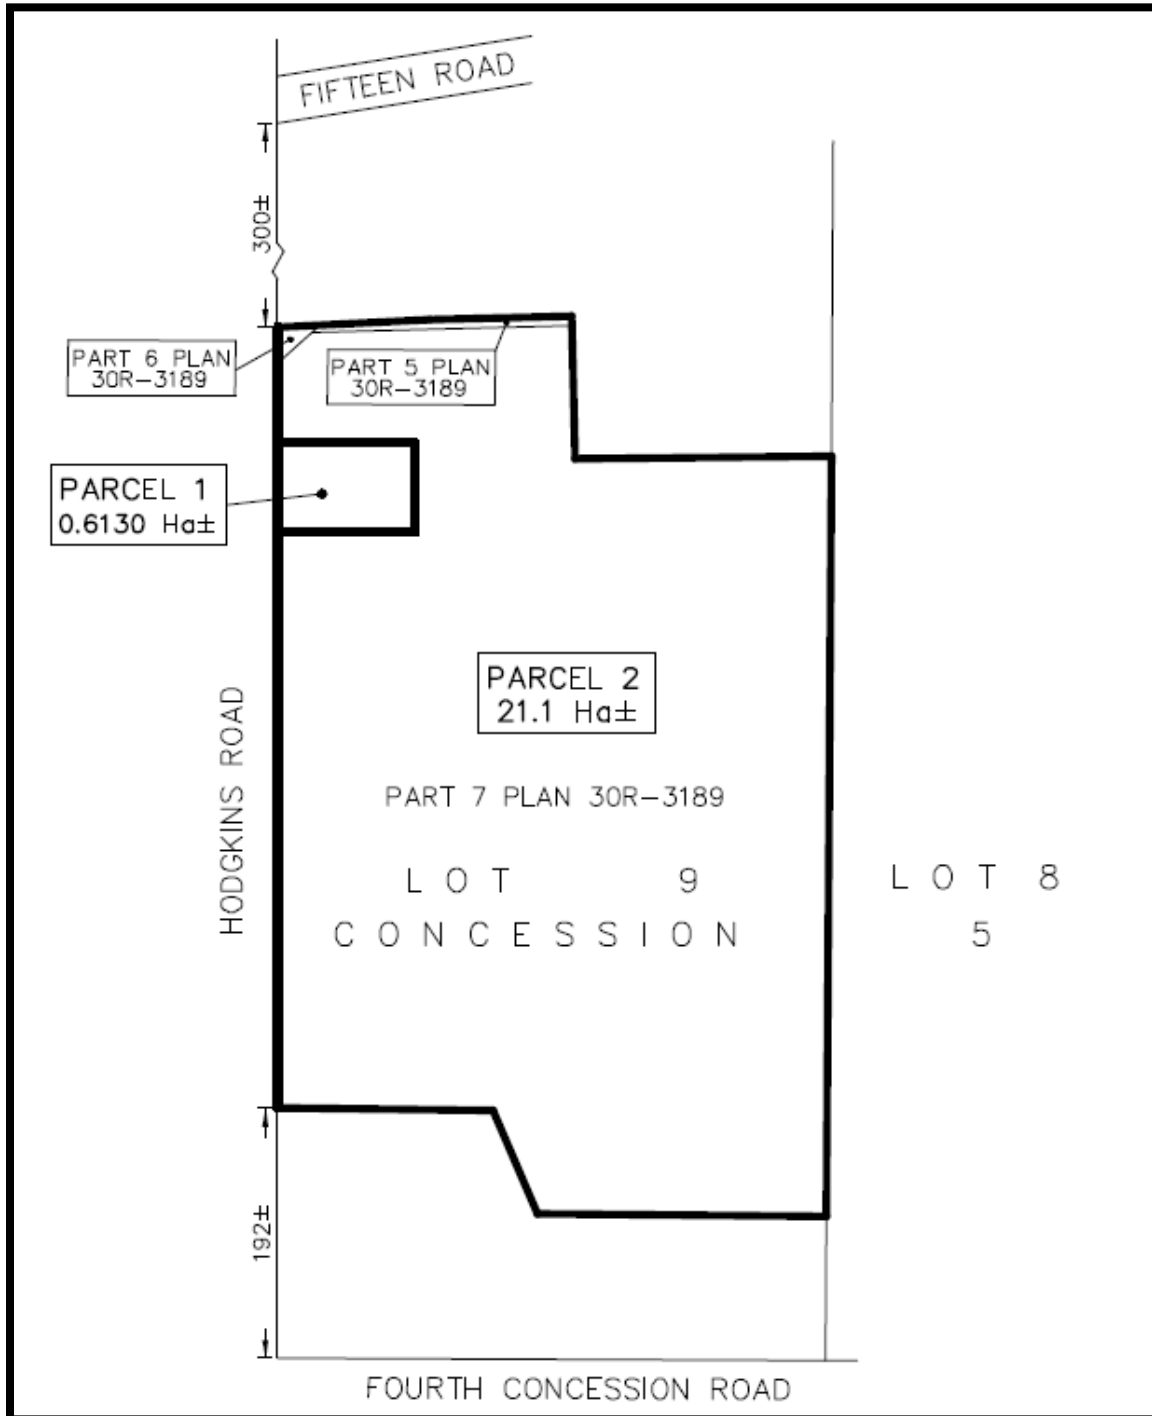 FIFTEEN ROAD
300±
PART 6 PLAN
30R-3189
PART 5 PLAN
30R-3189
PARCEL 1
0.6130 Ha±
PARCEL 2
21.1 Ha±
HODGKINS ROAD
PART 7 PLAN 30R-3189
LOT 9
LOT 8
CONCESSION
5
192±
FOURTH CONCESSION ROAD